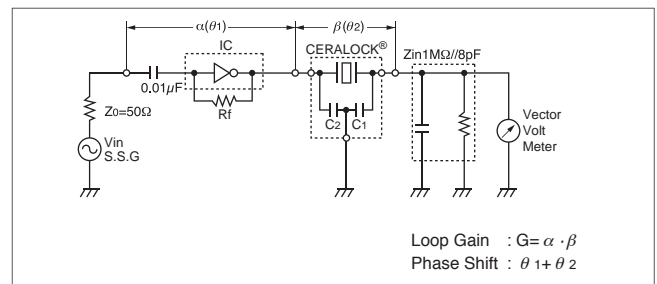 α(θ1)
β(θ2)
IC
CERALOCK®
Zin1MΩ//8pF
0.01μF
Z0=50Ω
Rf
C2
C1
Vin
S.S.G
Vector
Volt
Meter
Loop Gain : G= α · β
Phase Shift : θ 1+ θ 2